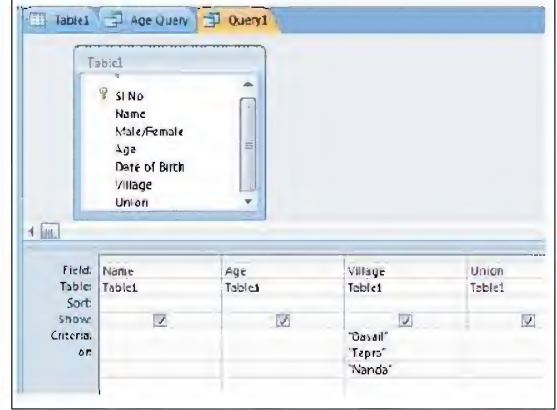 Table1 Age Query Query1
Table1
Sl No
Name
Male/Female
Age
Date of Birth
Village
Union
Field: Name Age Village Union
Table: Table1 Table1 Table1 Table1
Sort:
Show:
Criteria: "Basail"
or: "Tepra"
"Nanda"